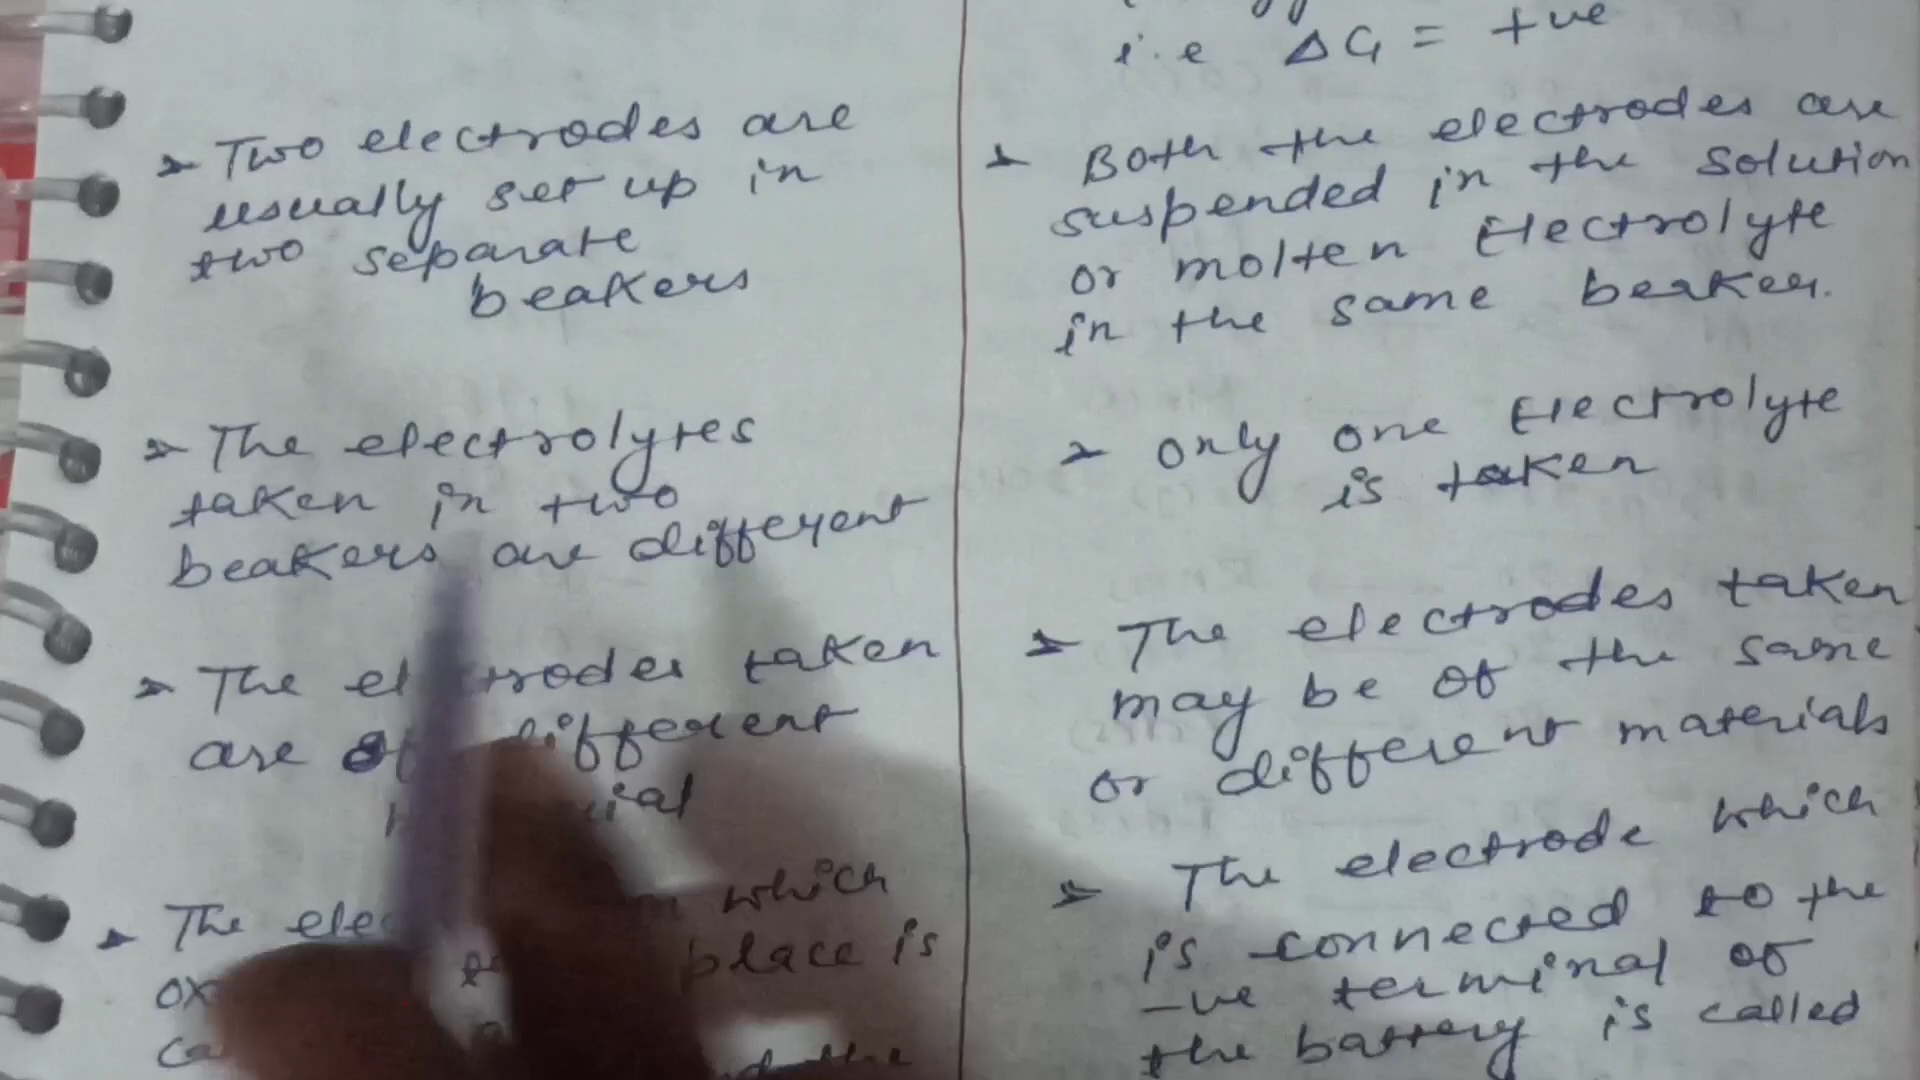 ➤ Two electrodes are
usually set up in
two separate
beakers
➤ The electrolytes
taken in two
beakers are different
➤ The electrodes taken
are of different
➤ The which
place is
the
i.e ΔG = +ve
➤ Both the electrodes are
suspended in the solution
or molten Electrolyte
in the same beaker.
➤ Only one Electrolyte
is taken
➤ The electrodes taken
may be of the same
or different materials
➤ The electrode which
is connected to the
-ve terminal of
the battery is called